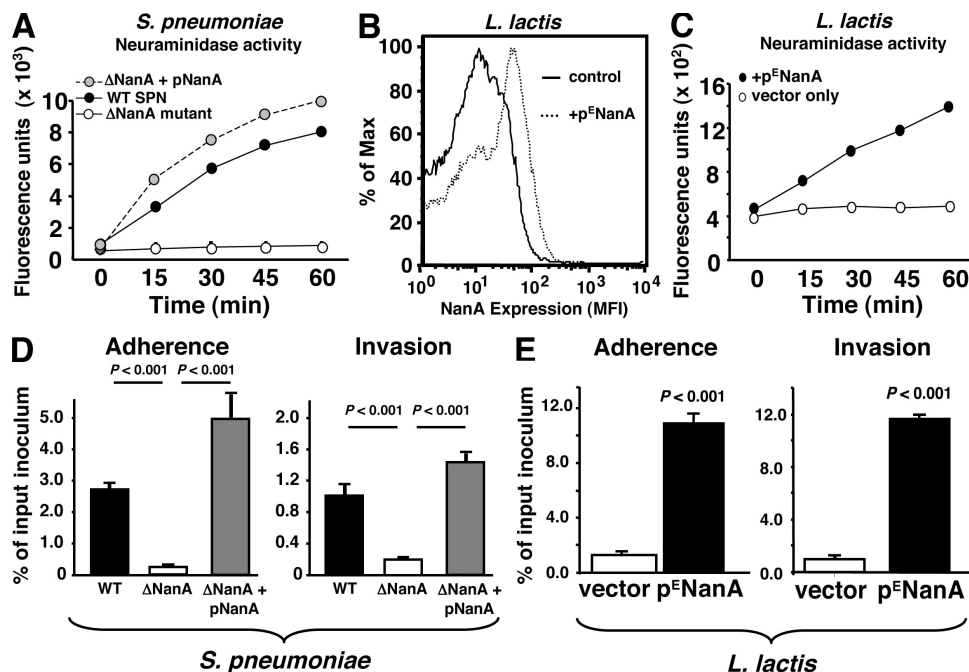 A
S. pneumoniae
Neuraminidase activity
Fluorescence units (x 10³)
ΔNanA + pNanA
WT SPN
ΔNanA mutant
10
8
6
4
2
0
0 15 30 45 60
Time (min)
B
L. lactis
% of Max
100
80
60
40
20
0
control
+pᴱNanA
10⁰ 10¹ 10² 10³ 10⁴
NanA Expression (MFI)
C
L. lactis
Neuraminidase activity
Fluorescence units (x 10²)
+pᴱNanA
vector only
16
12
8
4
0
0 15 30 45 60
Time (min)
D
Adherence
P < 0.001 P < 0.001
% of input inoculum
5.0
4.0
3.0
2.0
1.0
0
WT ΔNanA ΔNanA +
pNanA
Invasion
P < 0.001 P < 0.001
2.0
1.6
1.2
0.8
0.4
0
WT ΔNanA ΔNanA +
pNanA
S. pneumoniae
E
Adherence
P < 0.001
% of input inoculum
12.0
8.0
4.0
0.0
vector pᴱNanA
Invasion
P < 0.001
12.0
8.0
4.0
0.0
vector pᴱNanA
L. lactis